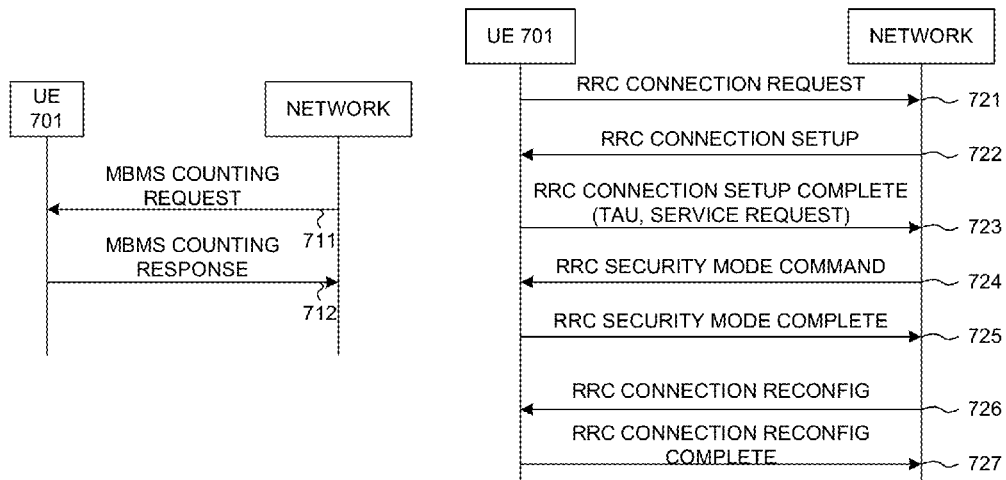 UE
701
NETWORK
MBMS COUNTING
REQUEST
711
MBMS COUNTING
RESPONSE
712
UE 701
NETWORK
RRC CONNECTION REQUEST
721
RRC CONNECTION SETUP
722
RRC CONNECTION SETUP COMPLETE
(TAU, SERVICE REQUEST)
723
RRC SECURITY MODE COMMAND
724
RRC SECURITY MODE COMPLETE
725
RRC CONNECTION RECONFIG
726
RRC CONNECTION RECONFIG
COMPLETE
727